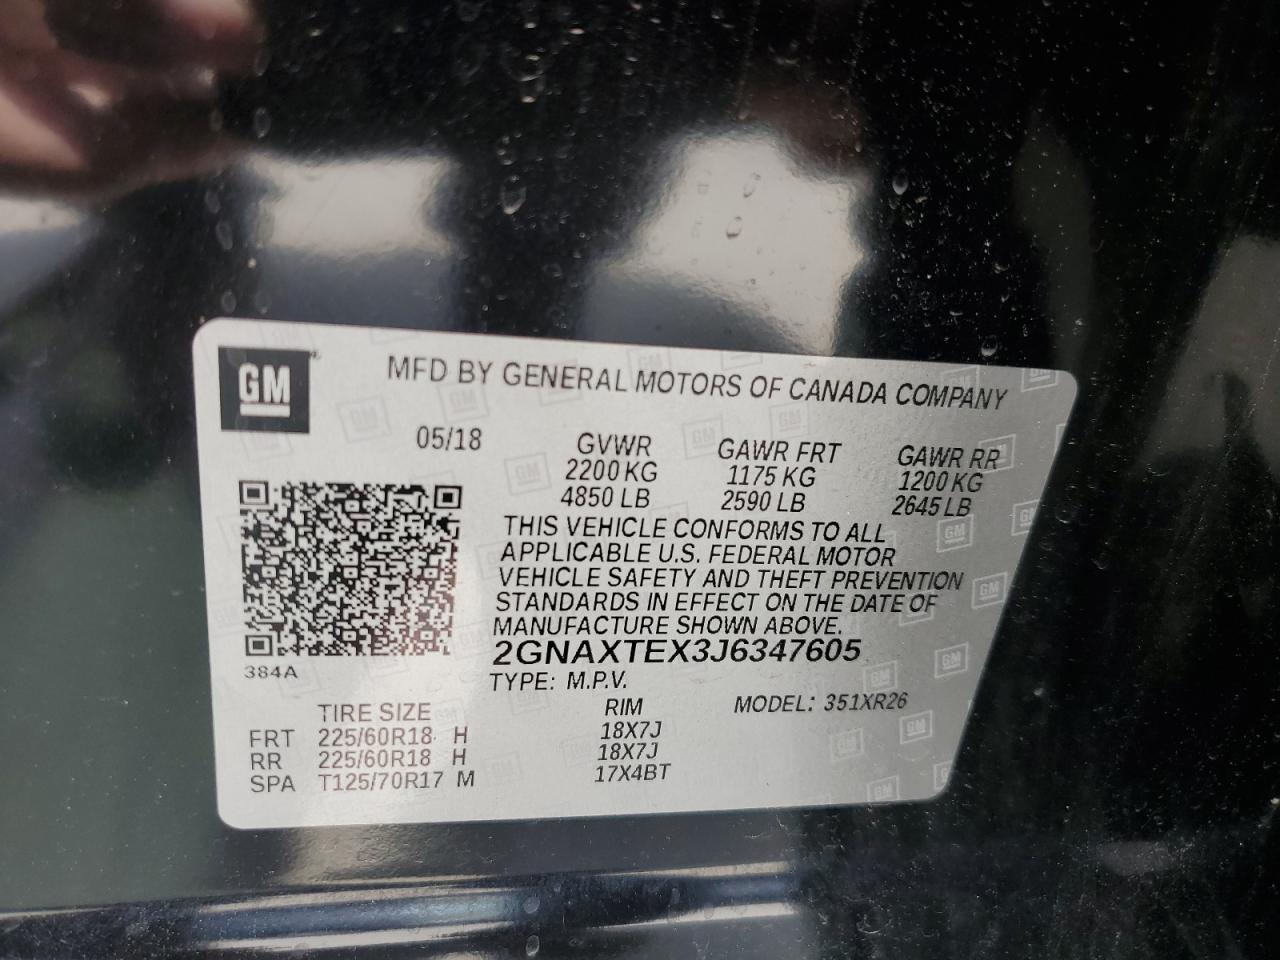 GM
MFD BY GENERAL MOTORS OF CANADA COMPANY
05/18 GVWR GAWR FRT GAWR RR
2200 KG 1175 KG 1200 KG
4850 LB 2590 LB 2645 LB
THIS VEHICLE CONFORMS TO ALL
APPLICABLE U.S. FEDERAL MOTOR
VEHICLE SAFETY AND THEFT PREVENTION
STANDARDS IN EFFECT ON THE DATE OF
MANUFACTURE SHOWN ABOVE.
2GNAXTEX3J6347605
384A
TYPE: M.P.V.
TIRE SIZE RIM MODEL: 351XR26
FRT 225/60R18 H 18X7J
RR 225/60R18 H 18X7J
SPA T125/70R17 M 17X4BT